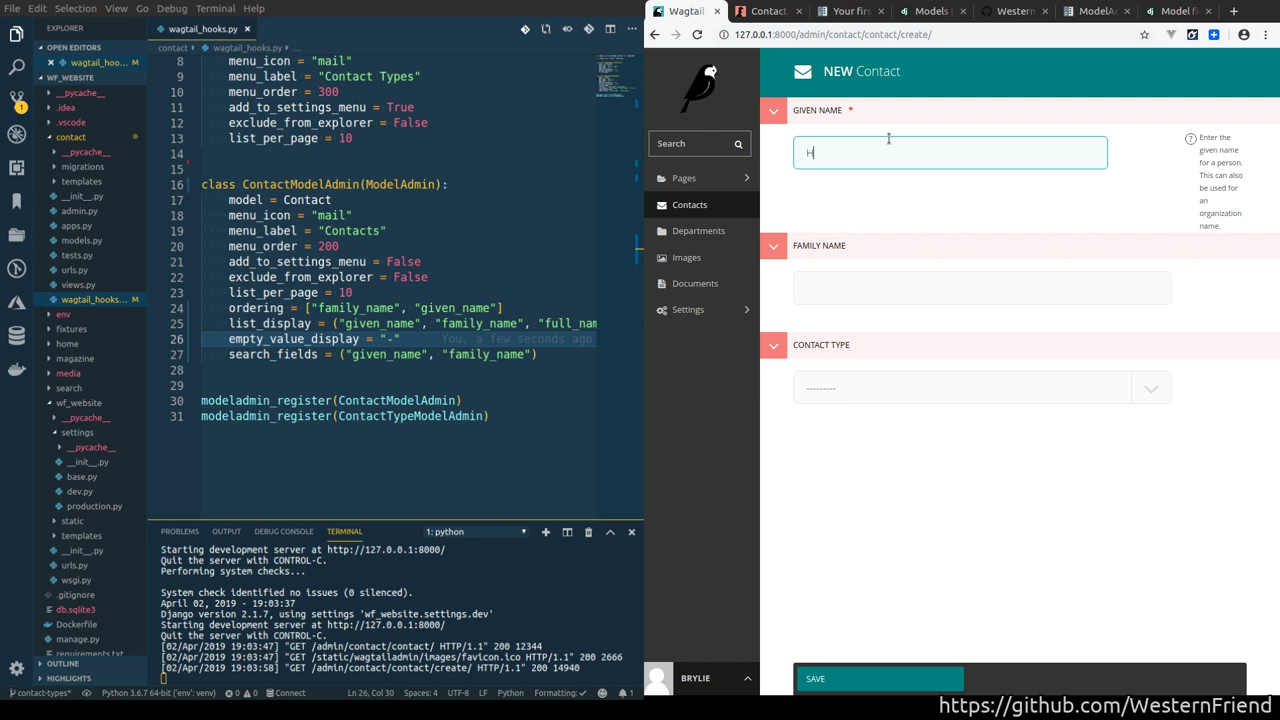 File Edit Selection View Go Debug Terminal Help
EXPLORER
OPEN EDITORS
wagtail_hoo... M
WF_WEBSITE
__pycache__
.idea
.vscode
contact
__pycache__
migrations
templates
__init__.py
admin.py
apps.py
models.py
tests.py
urls.py
views.py
wagtail_hooks... M
env
fixtures
home
magazine
media
search
wf_website
__pycache__
settings
__pycache__
__init__.py
base.py
dev.py
production.py
static
templates
__init__.py
urls.py
wsgi.py
.gitignore
db.sqlite3
Dockerfile
manage.py
requirements.txt
OUTLINE
HIGHLIGHTS
wagtail_hooks.py
contact wagtail_hooks.py ...
8 menu_icon = "mail"
9 menu_label = "Contact Types"
10 menu_order = 300
11 add_to_settings_menu = True
12 exclude_from_explorer = False
13 list_per_page = 10
14
15
16 class ContactModelAdmin(ModelAdmin):
17 model = Contact
18 menu_icon = "mail"
19 menu_label = "Contacts"
20 menu_order = 200
21 add_to_settings_menu = False
22 exclude_from_explorer = False
23 list_per_page = 10
24 ordering = ["family_name", "given_name"]
25 list_display = ("given_name", "family_name", "full_nam
26 empty_value_display = "-" You, a few seconds ago
27 search_fields = ("given_name", "family_name")
28
29
30 modeladmin_register(ContactModelAdmin)
31 modeladmin_register(ContactTypeModelAdmin)
PROBLEMS OUTPUT DEBUG CONSOLE TERMINAL 1: python
Starting development server at http://127.0.0.1:8000/
Quit the server with CONTROL-C.
Performing system checks...
System check identified no issues (0 silenced).
April 02, 2019 - 19:03:37
Django version 2.1.7, using settings 'wf_website.settings.dev'
Starting development server at http://127.0.0.1:8000/
Quit the server with CONTROL-C.
[02/Apr/2019 19:03:47] "GET /admin/contact/contact/ HTTP/1.1" 200 12344
[02/Apr/2019 19:03:47] "GET /static/wagtailadmin/images/favicon.ico HTTP/1.1" 200 2666
[02/Apr/2019 19:03:58] "GET /admin/contact/contact/create/ HTTP/1.1" 200 14940
contact-types* Python 3.6.7 64-bit ('env': venv) 0 0 Connect Ln 26, Col 30 Spaces: 4 UTF-8 LF Python Formatting: ✓ 1
Wagtail Contact Your firs Models Western ModelAd Model fi
127.0.0.1:8000/admin/contact/contact/create/
Search
Pages
Contacts
Departments
Images
Documents
Settings
BRYLIE
NEW Contact
GIVEN NAME *
H
Enter the
given name
for a person.
This can also
be used for
an
organization
name.
FAMILY NAME
CONTACT TYPE
---------
SAVE
https://github.com/WesternFriend